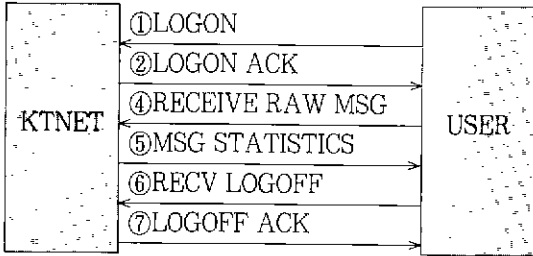 ①LOGON
②LOGON ACK
④RECEIVE RAW MSG
KTNET
USER
⑤MSG STATISTICS
⑥RECV LOGOFF
⑦LOGOFF ACK